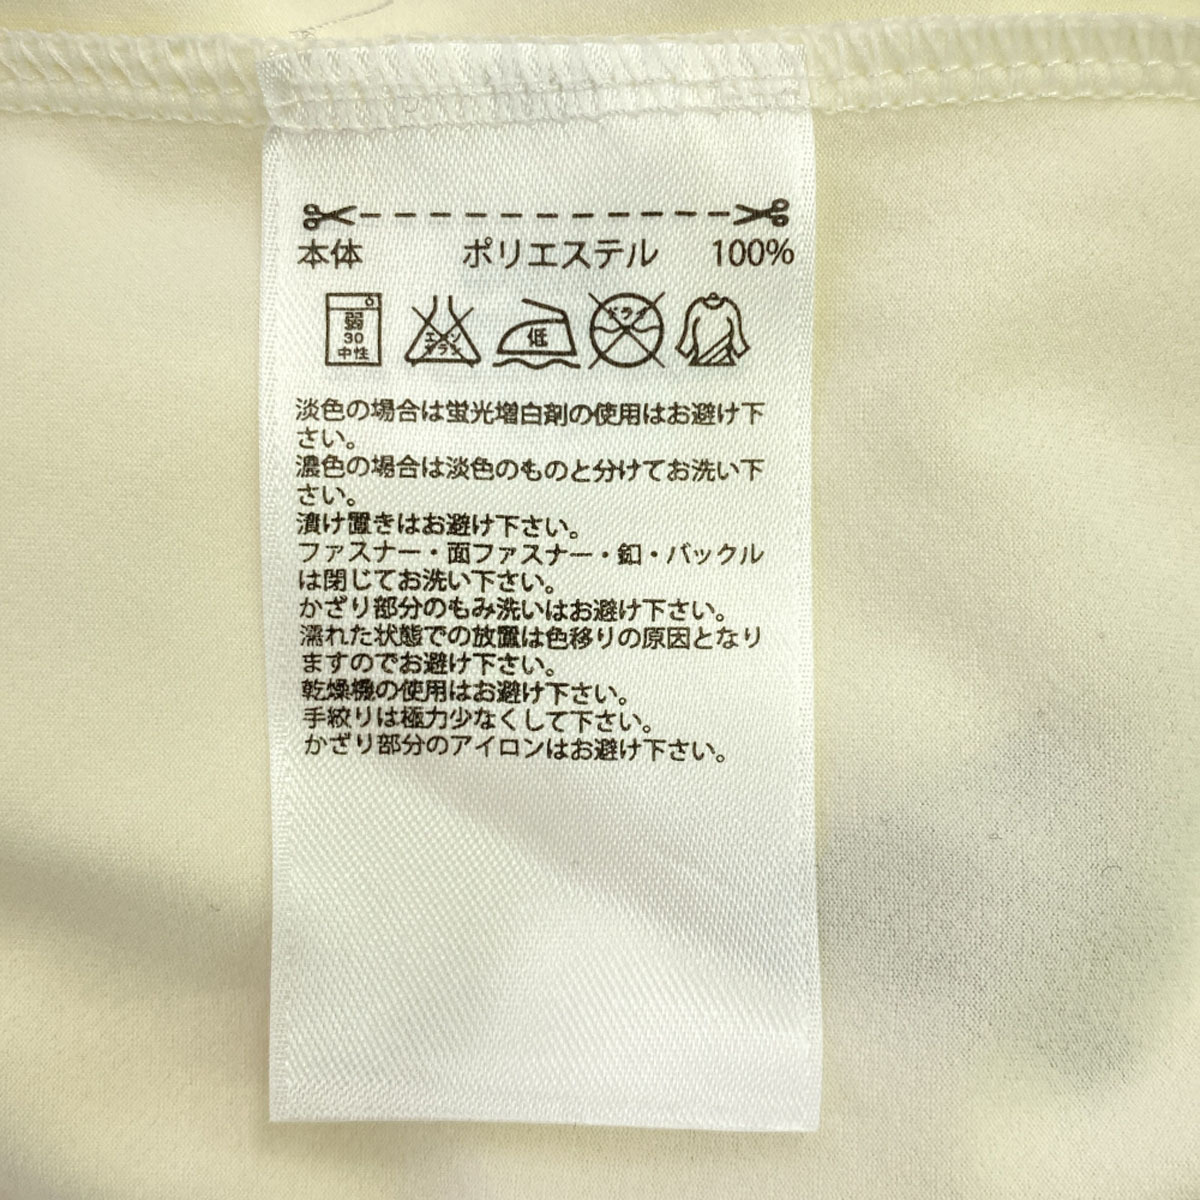 本体 ポリエステル 100%
弱
30
中性
エンソ
サラシ
低
ドライ
淡色の場合は蛍光増白剤の使用はお避け下
さい。
濃色の場合は淡色のものと分けてお洗い下
さい。
漬け置きはお避け下さい。
ファスナー・面ファスナー・釦・バックル
は閉じてお洗い下さい。
かざり部分のもみ洗いはお避け下さい。
濡れた状態での放置は色移りの原因となり
ますのでお避け下さい。
乾燥機の使用はお避け下さい。
手絞りは極力少なくして下さい。
かざり部分のアイロンはお避け下さい。